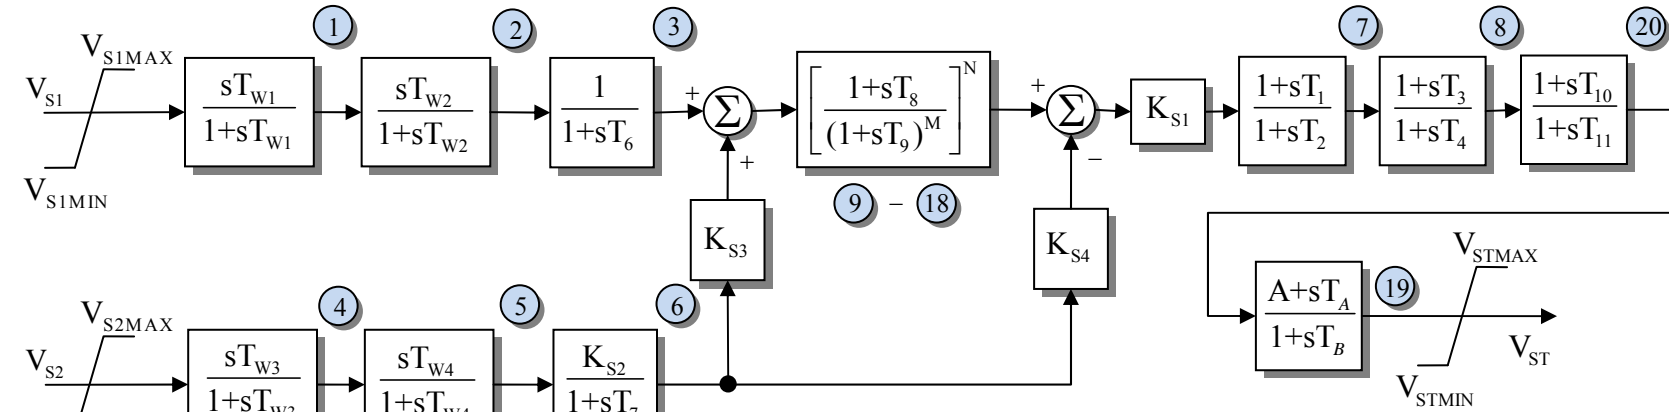 1 2 3 7 8 20
V_S1MAX
V_S1
V_S1MIN
sT_W1
1+sT_W1
sT_W2
1+sT_W2
1
1+sT_6
+
Σ
+
[1+sT_8
(1+sT_9)^M]^N
9 – 18
+
Σ
–
K_S1
1+sT_1
1+sT_2
1+sT_3
1+sT_4
1+sT_10
1+sT_11
K_S3
K_S4
V_S2MAX
V_S2
4 5 6
sT_W3
1+sT_W3
sT_W4
1+sT_W4
K_S2
1+sT_7
A+sT_A
1+sT_B
19
V_STMAX
V_ST
V_STMIN